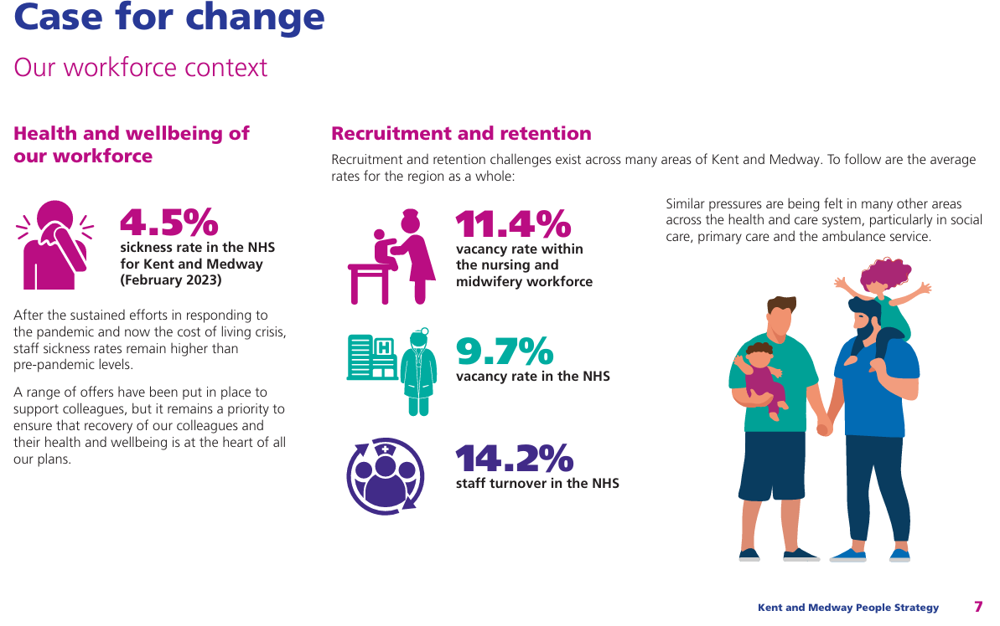 Case for change
Our workforce context
Health and wellbeing of
our workforce
4.5%
sickness rate in the NHS
for Kent and Medway
(February 2023)
After the sustained efforts in responding to
the pandemic and now the cost of living crisis,
staff sickness rates remain higher than
pre-pandemic levels.
A range of offers have been put in place to
support colleagues, but it remains a priority to
ensure that recovery of our colleagues and
their health and wellbeing is at the heart of all
our plans.
Recruitment and retention
Recruitment and retention challenges exist across many areas of Kent and Medway. To follow are the average
rates for the region as a whole:
11.4%
vacancy rate within
the nursing and
midwifery workforce
H
9.7%
vacancy rate in the NHS
14.2%
staff turnover in the NHS
Similar pressures are being felt in many other areas
across the health and care system, particularly in social
care, primary care and the ambulance service.
Kent and Medway People Strategy 7